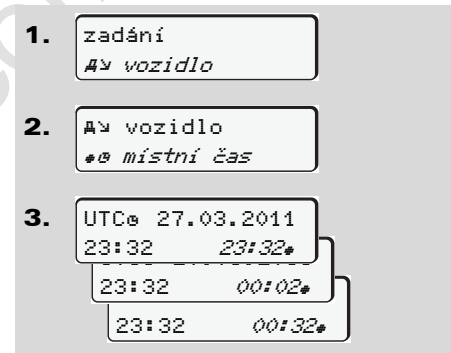 1.
zadání
vozidlo
2.
vozidlo
místní čas
3.
UTC 27.03.2011
23:32 23:32
23:32 00:02
23:32 00:32